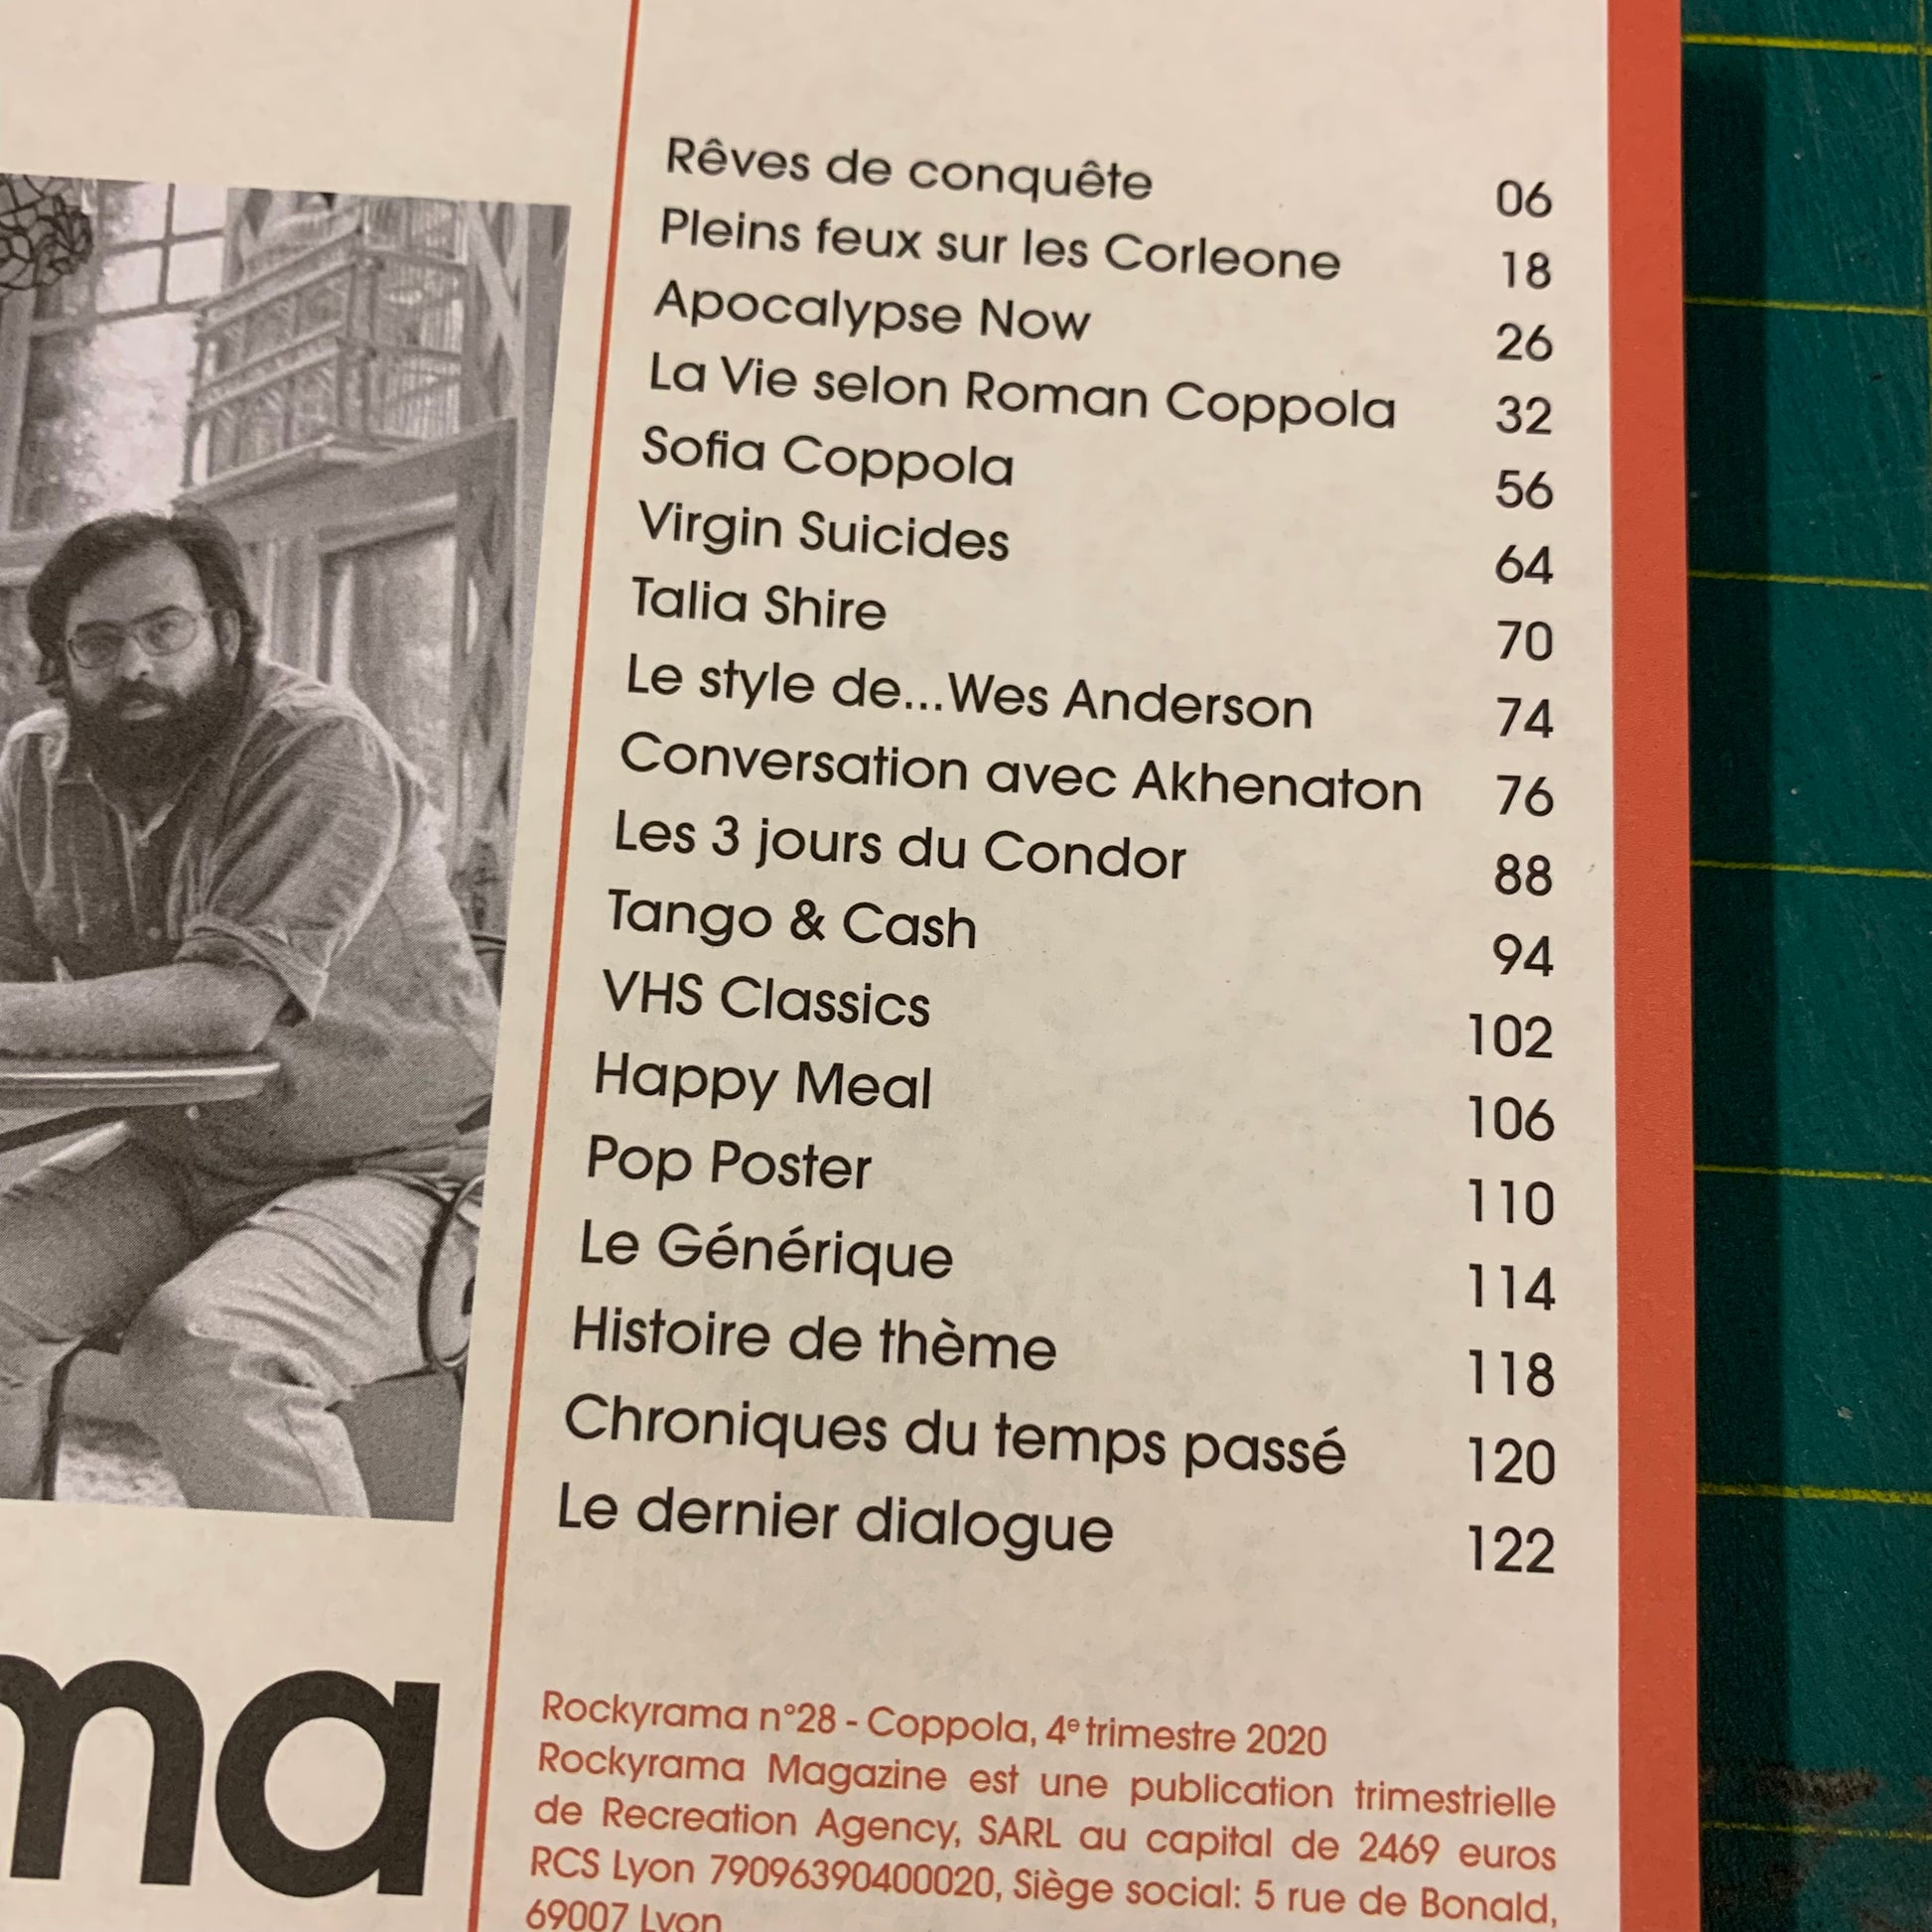 Rêves de conquête 06
Pleins feux sur les Corleone 18
Apocalypse Now 26
La Vie selon Roman Coppola 32
Sofia Coppola 56
Virgin Suicides 64
Talia Shire 70
Le style de...Wes Anderson 74
Conversation avec Akhenaton 76
Les 3 jours du Condor 88
Tango & Cash 94
VHS Classics 102
Happy Meal 106
Pop Poster 110
Le Générique 114
Histoire de thème 118
Chroniques du temps passé 120
Le dernier dialogue 122
ma
Rockyrama n°28 - Coppola, 4e trimestre 2020
Rockyrama Magazine est une publication trimestrielle
de Recreation Agency, SARL au capital de 2469 euros
RCS Lyon 79096390400020, Siège social: 5 rue de Bonald,
69007 Lyon